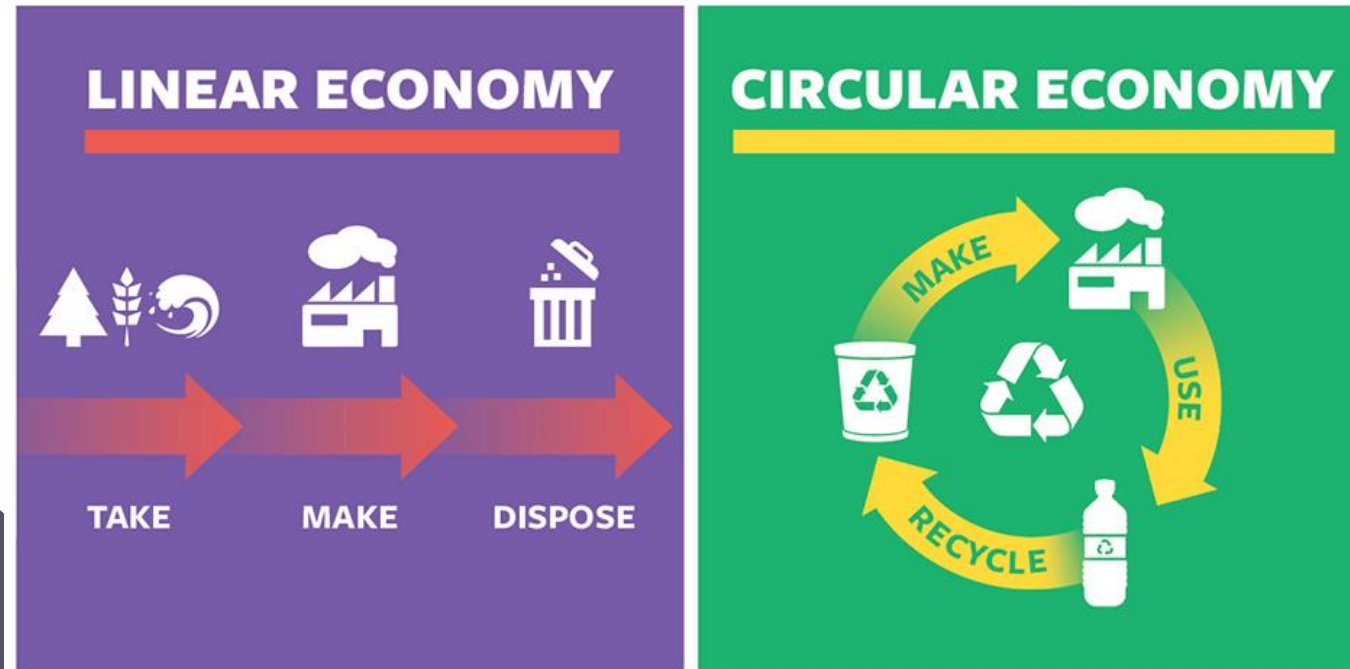 LINEAR ECONOMY
TAKE
MAKE
DISPOSE
CIRCULAR ECONOMY
MAKE
USE
RECYCLE